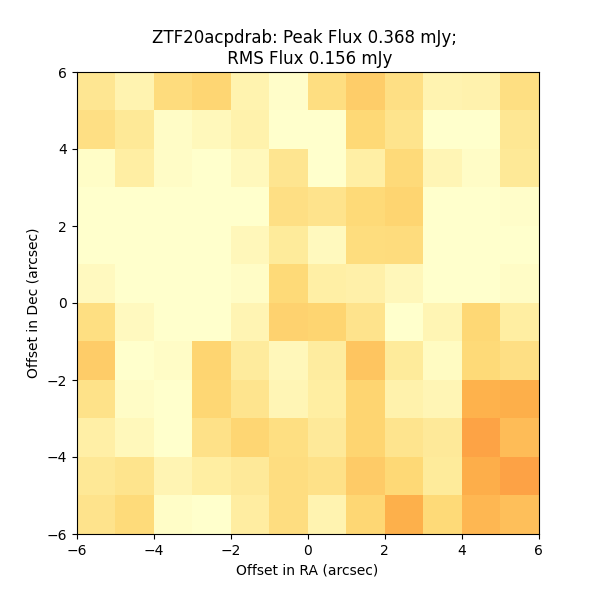 ZTF20acpdrab: Peak Flux 0.368 mJy;
RMS Flux 0.156 mJy
6
4
2
0
−2
−4
−6
Offset in Dec (arcsec)
−6 −4 −2 0 2 4 6
Offset in RA (arcsec)